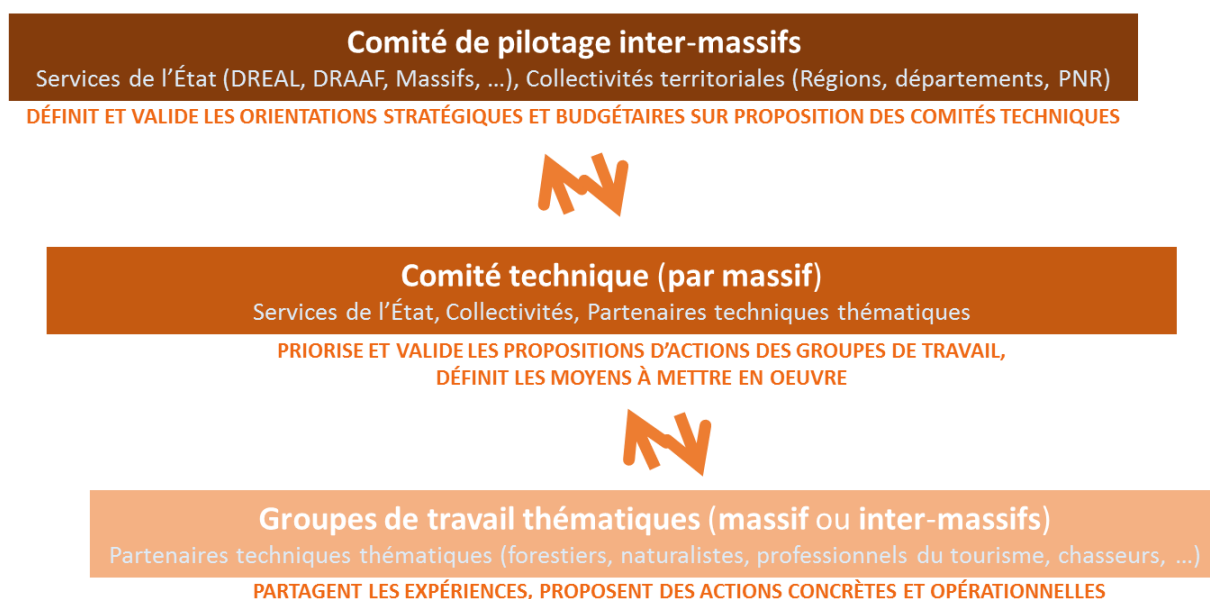 Comité de pilotage inter-massifs
Services de l’État (DREAL, DRAAF, Massifs, …), Collectivités territoriales (Régions, départements, PNR)
DÉFINIT ET VALIDE LES ORIENTATIONS STRATÉGIQUES ET BUDGÉTAIRES SUR PROPOSITION DES COMITÉS TECHNIQUES
Comité technique (par massif)
Services de l’État, Collectivités, Partenaires techniques thématiques
PRIORISE ET VALIDE LES PROPOSITIONS D’ACTIONS DES GROUPES DE TRAVAIL,
DÉFINIT LES MOYENS À METTRE EN OEUVRE
Groupes de travail thématiques (massif ou inter-massifs)
Partenaires techniques thématiques (forestiers, naturalistes, professionnels du tourisme, chasseurs, …)
PARTAGENT LES EXPÉRIENCES, PROPOSENT DES ACTIONS CONCRÈTES ET OPÉRATIONNELLES